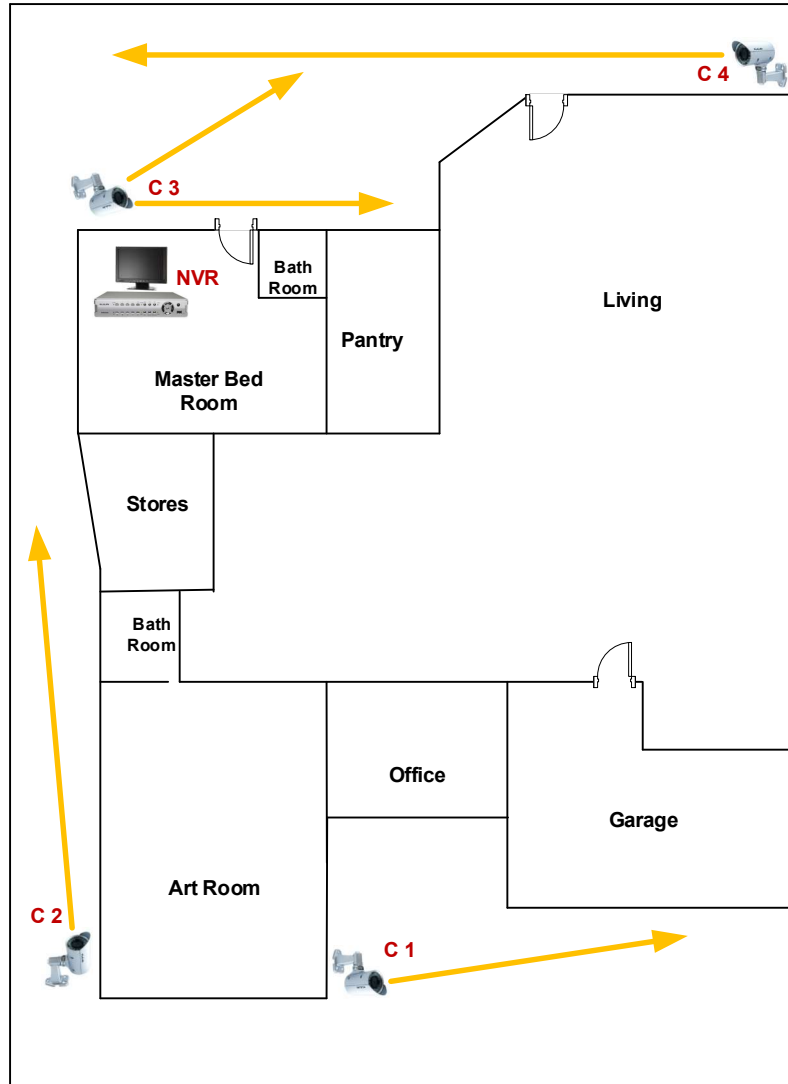 C 4
C 3
NVR
Bath
Room
Living
Pantry
Master Bed
Room
Stores
Bath
Room
Office
Garage
Art Room
C 2
C 1